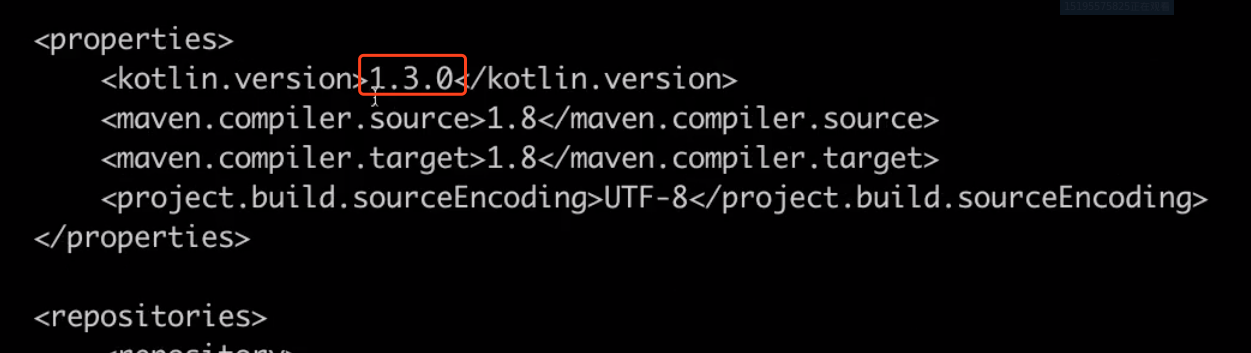 <properties>
<kotlin.version>1.3.0</kotlin.version>
<maven.compiler.source>1.8</maven.compiler.source>
<maven.compiler.target>1.8</maven.compiler.target>
<project.build.sourceEncoding>UTF-8</project.build.sourceEncoding>
</properties>
<repositories>
<repository>